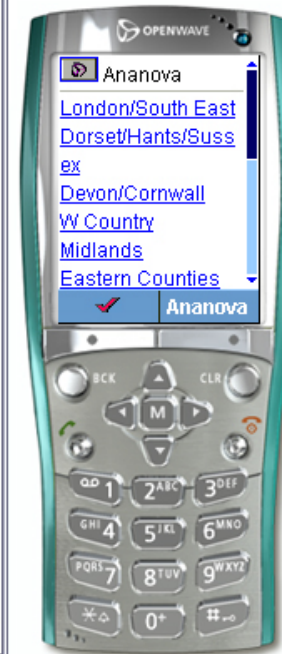 OPENWAVE
Ananova
London/South East
Dorset/Hants/Suss
ex
Devon/Cornwall
W Country
Midlands
Eastern Counties
Ananova
BCK
CLR
M
1 2ABC 3DEF
GHI4 5JKL 6MNO
PQRS7 8TUV 9WXYZ
* 0+ #